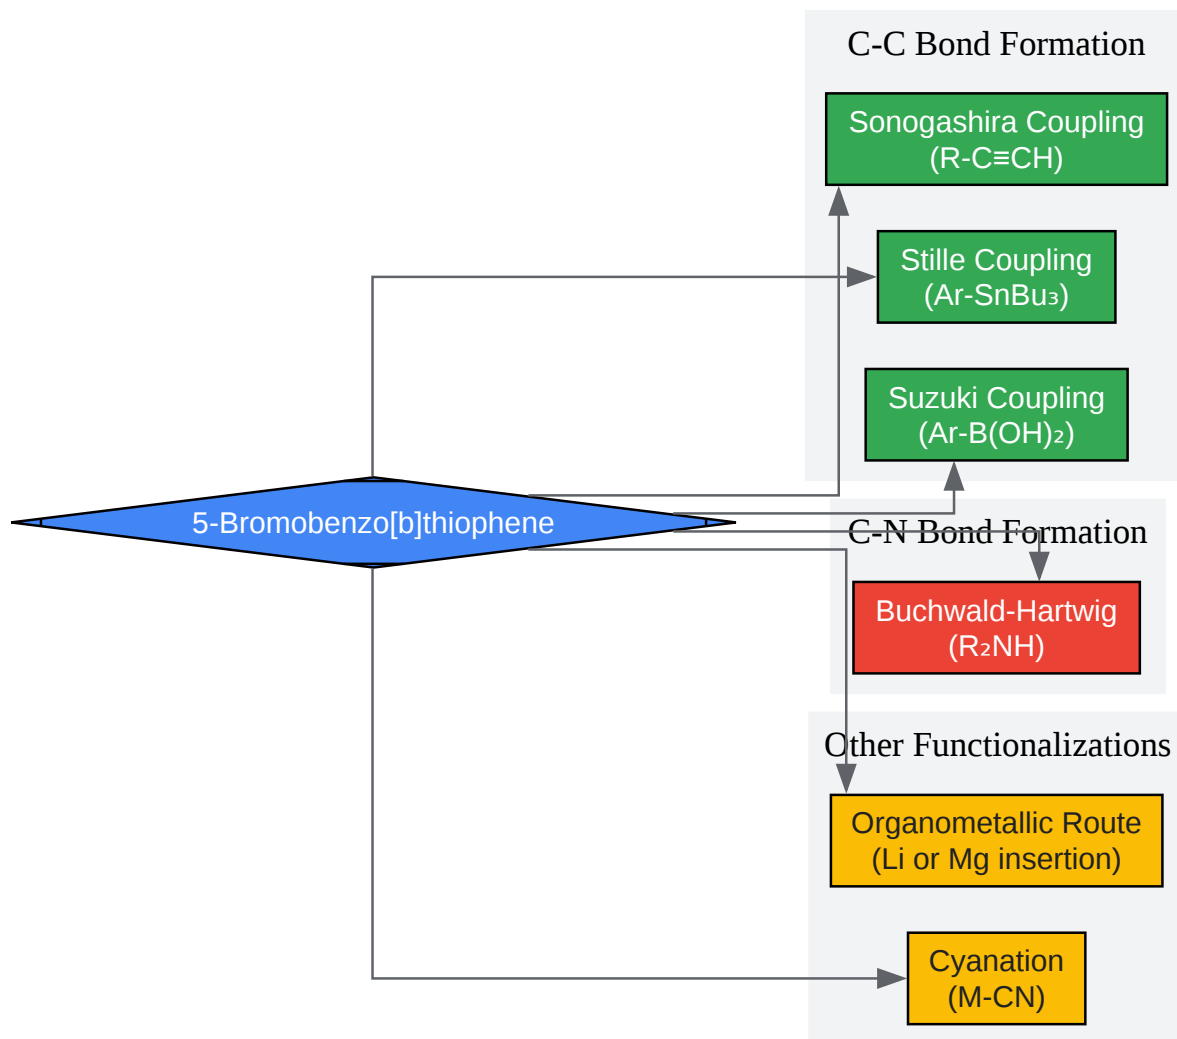 C-C Bond Formation
Sonogashira Coupling
(R-C≡CH)
Stille Coupling
(Ar-SnBu₃)
Suzuki Coupling
(Ar-B(OH)₂)
5-Bromobenzo[b]thiophene
C-N Bond Formation
Buchwald-Hartwig
(R₂NH)
Other Functionalizations
Organometallic Route
(Li or Mg insertion)
Cyanation
(M-CN)